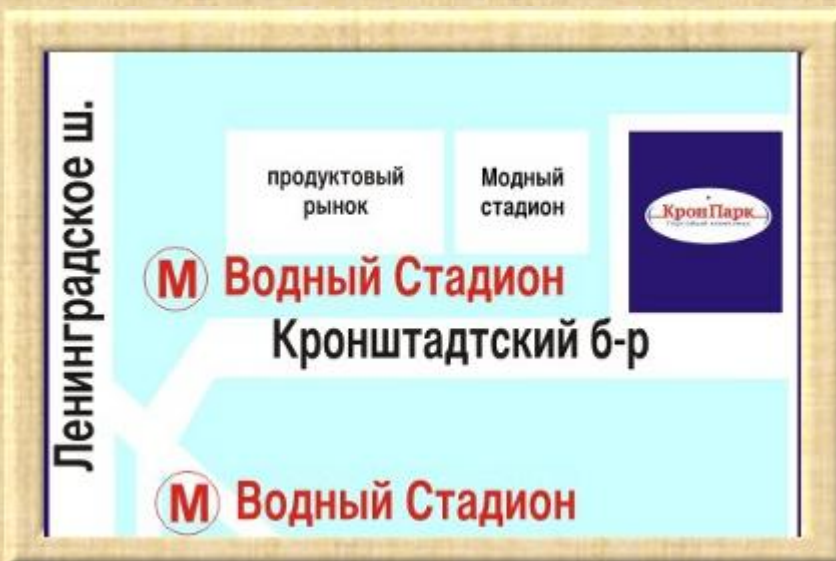 Ленинградское ш.
продуктовый
рынок
Модный
стадион
КронПарк
М Водный Стадион
Кронштадтский б-р
М Водный Стадион